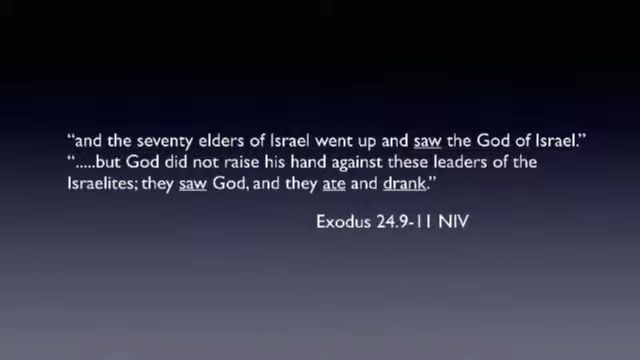 “and the seventy elders of Israel went up and saw the God of Israel.”
“.....but God did not raise his hand against these leaders of the
Israelites; they saw God, and they ate and drank.”
Exodus 24.9-11 NIV